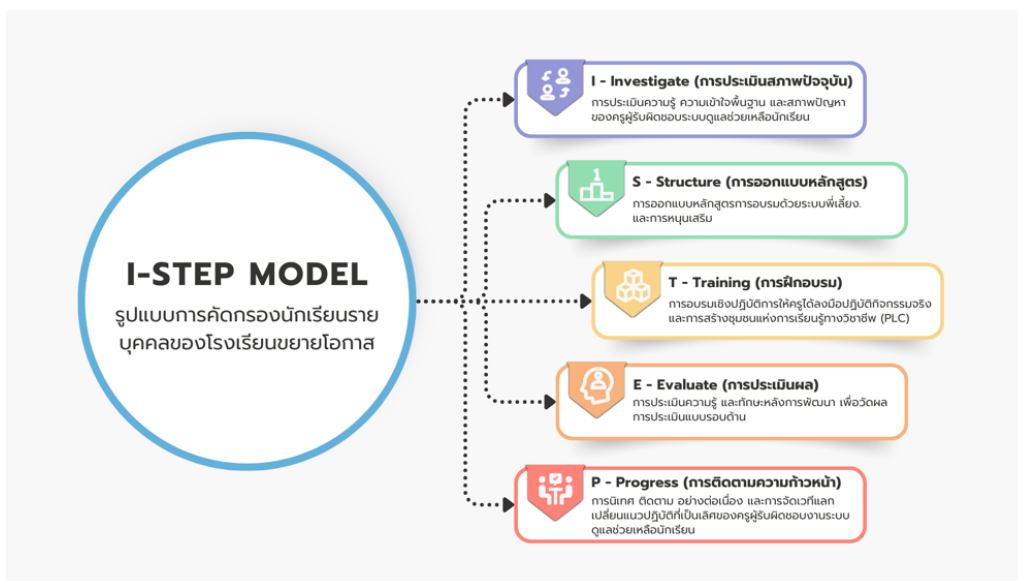 I-STEP MODEL
รูปแบบการคัดกรองนักเรียนราย
บุคคลของโรงเรียนขยายโอกาส
I - Investigate (การประเมินสภาพปัจจุบัน)
การประเมินความรู้ ความเข้าใจพื้นฐาน และสภาพปัญหา
ของครูผู้รับผิดชอบระบบดูแลช่วยเหลือนักเรียน
1
S - Structure (การออกแบบหลักสูตร)
การออกแบบหลักสูตรการอบรมด้วยระบบพี่เลี้ยง.
และการหนุนเสริม
T - Training (การฝึกอบรม)
การอบรมเชิงปฏิบัติการให้ครูได้ลงมือปฏิบัติกิจกรรมจริง
และการสร้างชุมชนแห่งการเรียนรู้ทางวิชาชีพ (PLC)
E - Evaluate (การประเมินผล)
การประเมินความรู้ และทักษะหลังการพัฒนา เพื่อวัดผล
การประเมินแบบรอบด้าน
P - Progress (การติดตามความก้าวหน้า)
การนิเทศ ติดตาม อย่างต่อเนื่อง และการจัดเวทีแลก
เปลี่ยนแนวปฏิบัติที่เป็นเลิศของครูผู้รับผิดชอบงานระบบ
ดูแลช่วยเหลือนักเรียน